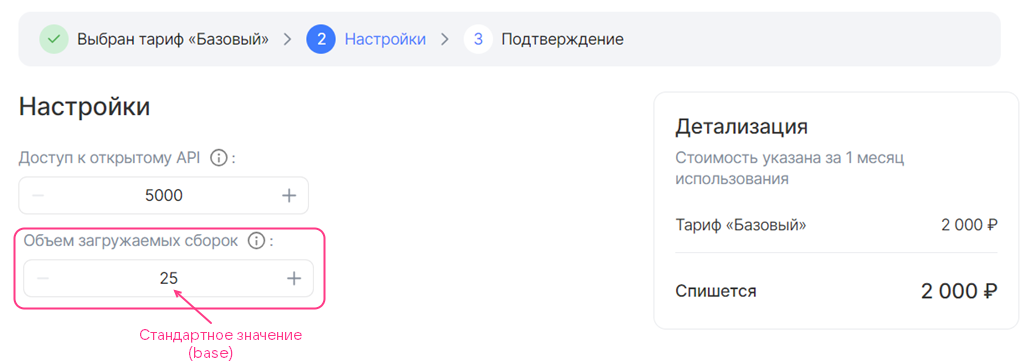 Выбран тариф «Базовый» > 2 Настройки > 3 Подтверждение
Настройки
Доступ к открытому API i :
− 5000 +
Объем загружаемых сборок i :
− 25 +
Стандартное значение
(base)
Детализация
Стоимость указана за 1 месяц
использования
Тариф «Базовый» 2 000 ₽
Спишется 2 000 ₽